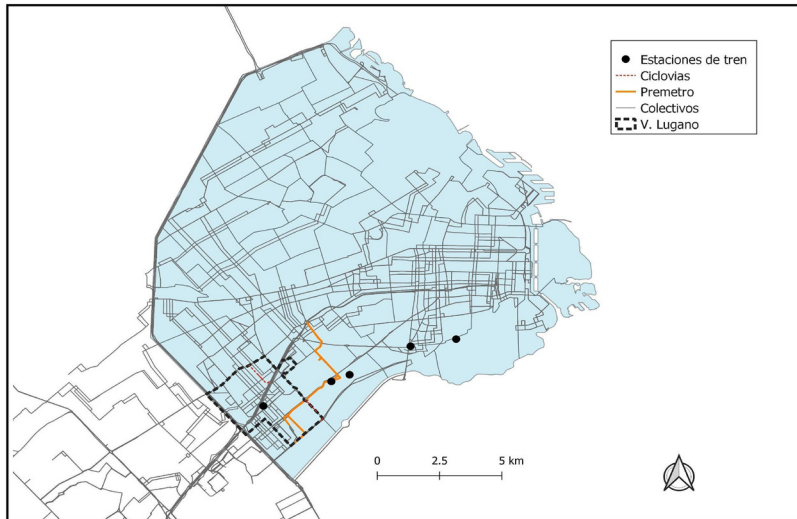 Estaciones de tren
Ciclovias
Premetro
Colectivos
V. Lugano
0 2.5 5 km